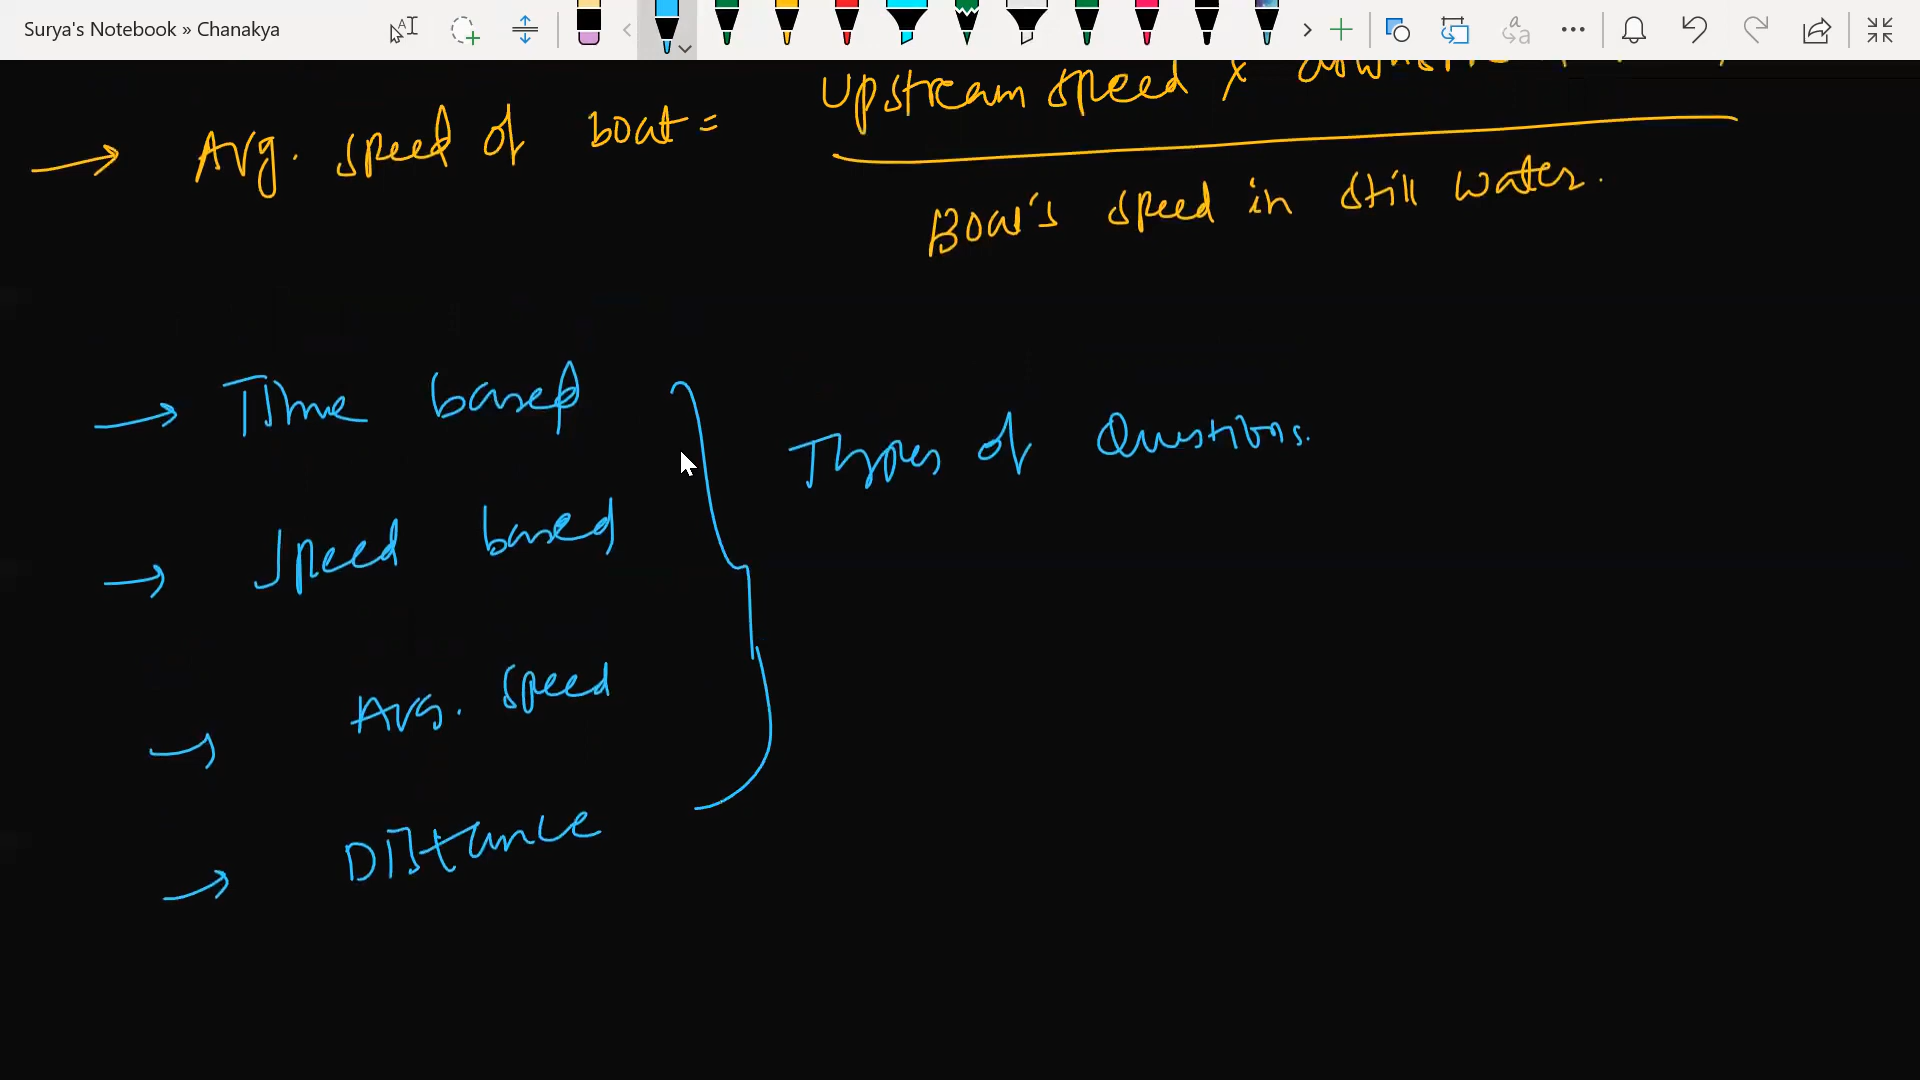 Surya's Notebook » Chanakya
Upstream speed x
→ Avg. speed of boat =
Boat's speed in still water.
→ Time based
Types of Questions.
→ Speed based
→ Avg. Speed
→ Distance